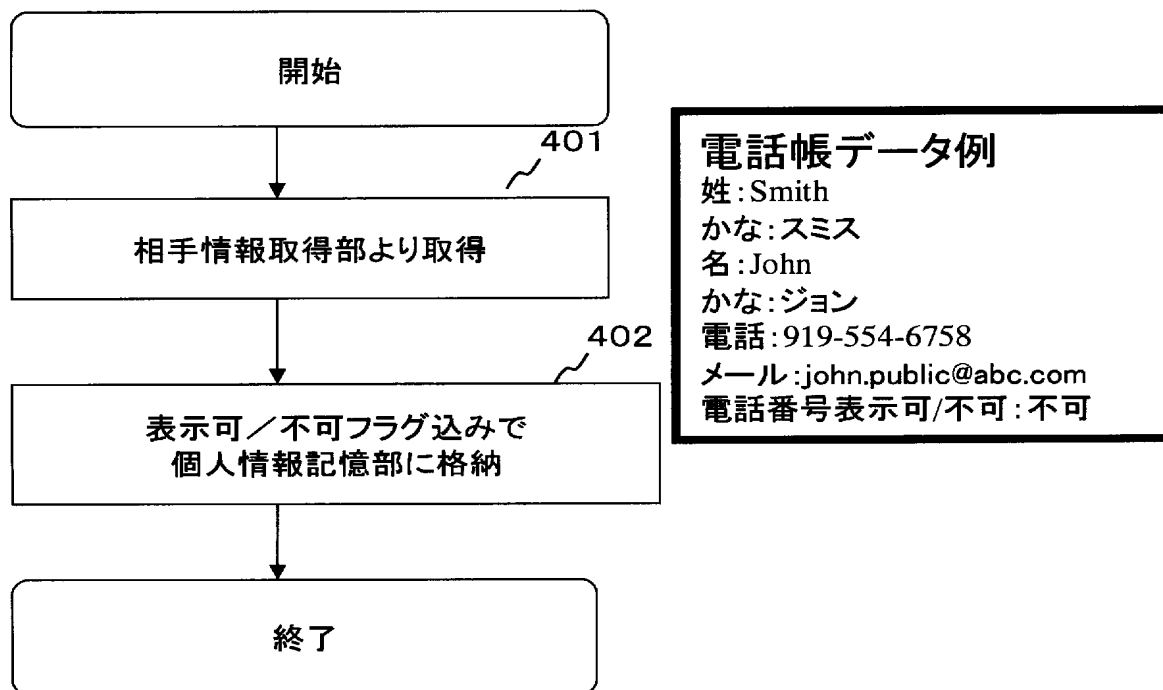 開始
401
相手情報取得部より取得
402
表示可／不可フラグ込みで
個人情報記憶部に格納
終了
電話帳データ例
姓:Smith
かな:スミス
名:John
かな:ジョン
電話:919-554-6758
メール:john.public@abc.com
電話番号表示可/不可:不可